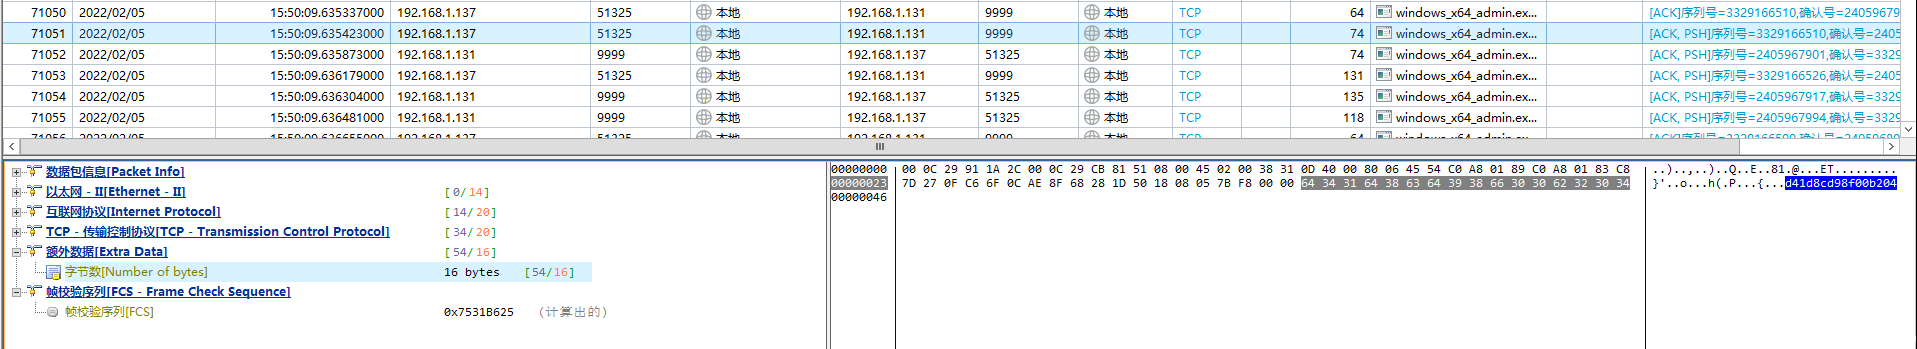 71050 2022/02/05 15:50:09.635337000 192.168.1.137 51325 本地 192.168.1.131 9999 本地 TCP 64 windows_x64_admin.ex... [ACK]序列号=3329166510,确认号=24059679
71051 2022/02/05 15:50:09.635423000 192.168.1.137 51325 本地 192.168.1.131 9999 本地 TCP 74 windows_x64_admin.ex... [ACK, PSH]序列号=3329166510,确认号=2405
71052 2022/02/05 15:50:09.635873000 192.168.1.131 9999 本地 192.168.1.137 51325 本地 TCP 74 windows_x64_admin.ex... [ACK, PSH]序列号=2405967901,确认号=3329
71053 2022/02/05 15:50:09.636179000 192.168.1.137 51325 本地 192.168.1.131 9999 本地 TCP 131 windows_x64_admin.ex... [ACK, PSH]序列号=3329166526,确认号=2405
71054 2022/02/05 15:50:09.636304000 192.168.1.131 9999 本地 192.168.1.137 51325 本地 TCP 135 windows_x64_admin.ex... [ACK, PSH]序列号=2405967917,确认号=3329
71055 2022/02/05 15:50:09.636481000 192.168.1.131 9999 本地 192.168.1.137 51325 本地 TCP 118 windows_x64_admin.ex... [ACK, PSH]序列号=2405967994,确认号=3329
数据包信息[Packet Info]
以太网 - II[Ethernet - II] [0/14]
互联网协议[Internet Protocol] [14/20]
TCP - 传输控制协议[TCP - Transmission Control Protocol] [34/20]
额外数据[Extra Data] [54/16]
字节数[Number of bytes] 16 bytes [54/16]
帧校验序列[FCS - Frame Check Sequence]
帧校验序列[FCS] 0x7531B625 (计算出的)
00000000 00 0C 29 91 1A 2C 00 0C 29 CB 81 51 08 00 45 02 00 38 31 0D 40 00 80 06 45 54 C0 A8 01 89 C0 A8 01 83 C8 ..)..,..)..Q..E..81.@...ET.........
00000023 7D 27 0F C6 6F 0C AE 8F 68 28 1D 50 18 08 05 7B F8 00 00 64 34 31 64 38 63 64 39 38 66 30 30 62 32 30 34 }'..o...h(.P...{...d41d8cd98f00b204
00000046